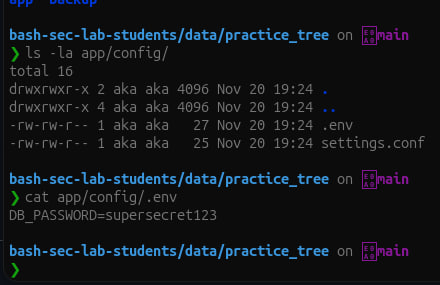 app backup
bash-sec-lab-students/data/practice_tree on main
❯ ls -la app/config/
total 16
drwxrwxr-x 2 aka aka 4096 Nov 20 19:24 .
drwxrwxr-x 4 aka aka 4096 Nov 20 19:24 ..
-rw-rw-r-- 1 aka aka   27 Nov 20 19:24 .env
-rw-rw-r-- 1 aka aka   25 Nov 20 19:24 settings.conf
bash-sec-lab-students/data/practice_tree on main
❯ cat app/config/.env
DB_PASSWORD=supersecret123
bash-sec-lab-students/data/practice_tree on main
❯